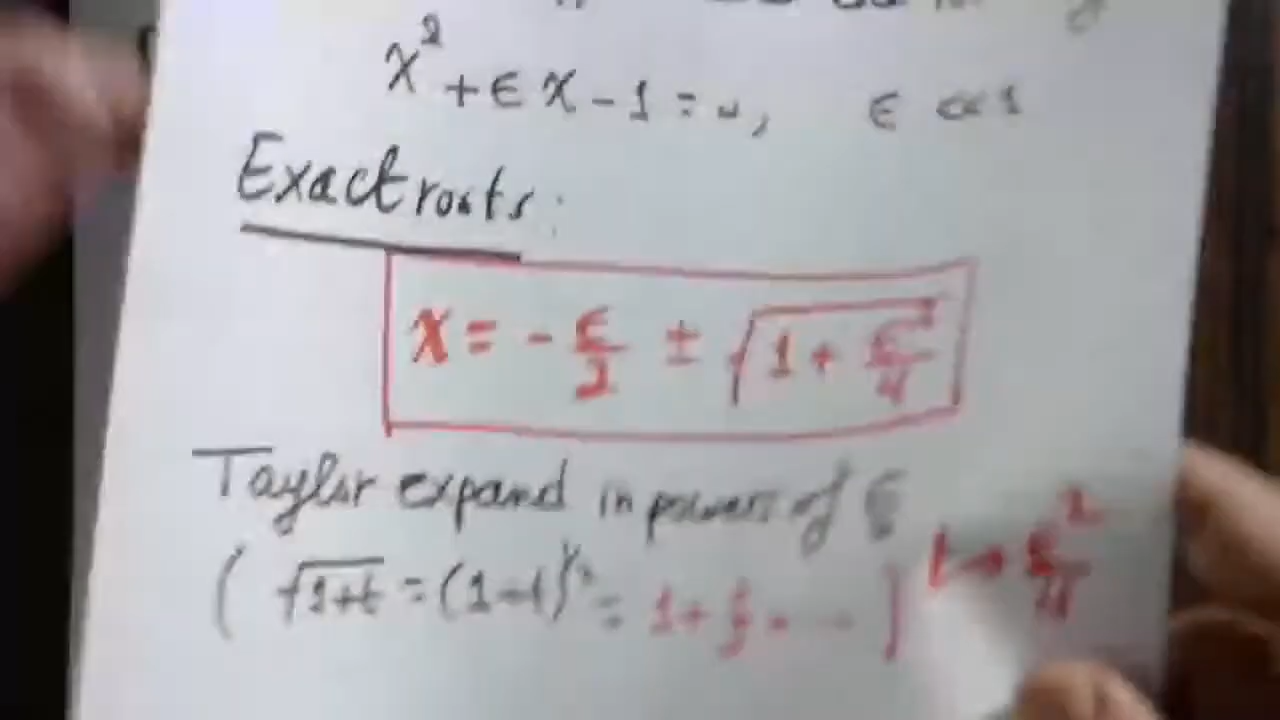 x² + ϵx - 1 = 0, ϵ << 1
Exact roots:
x = - ϵ/2 ± √(1 + ϵ²/4)
Taylor expand in powers of ϵ
( √(1+t) = (1+t)^½ = 1 + t/2 + ... ) t → ϵ²/4